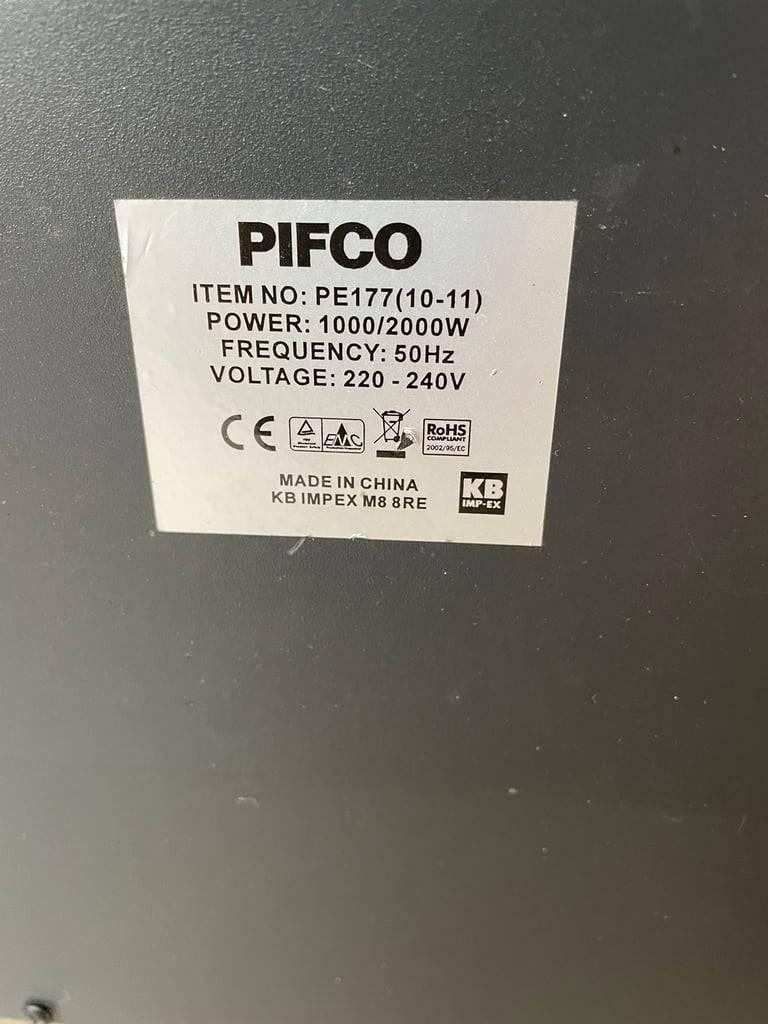 PIFCO
ITEM NO: PE177(10-11)
POWER: 1000/2000W
FREQUENCY: 50Hz
VOLTAGE: 220 - 240V
CE
EMC
RoHS
COMPLIANT
2002/95/EC
MADE IN CHINA
KB IMPEX M8 8RE
KB
IMP-EX